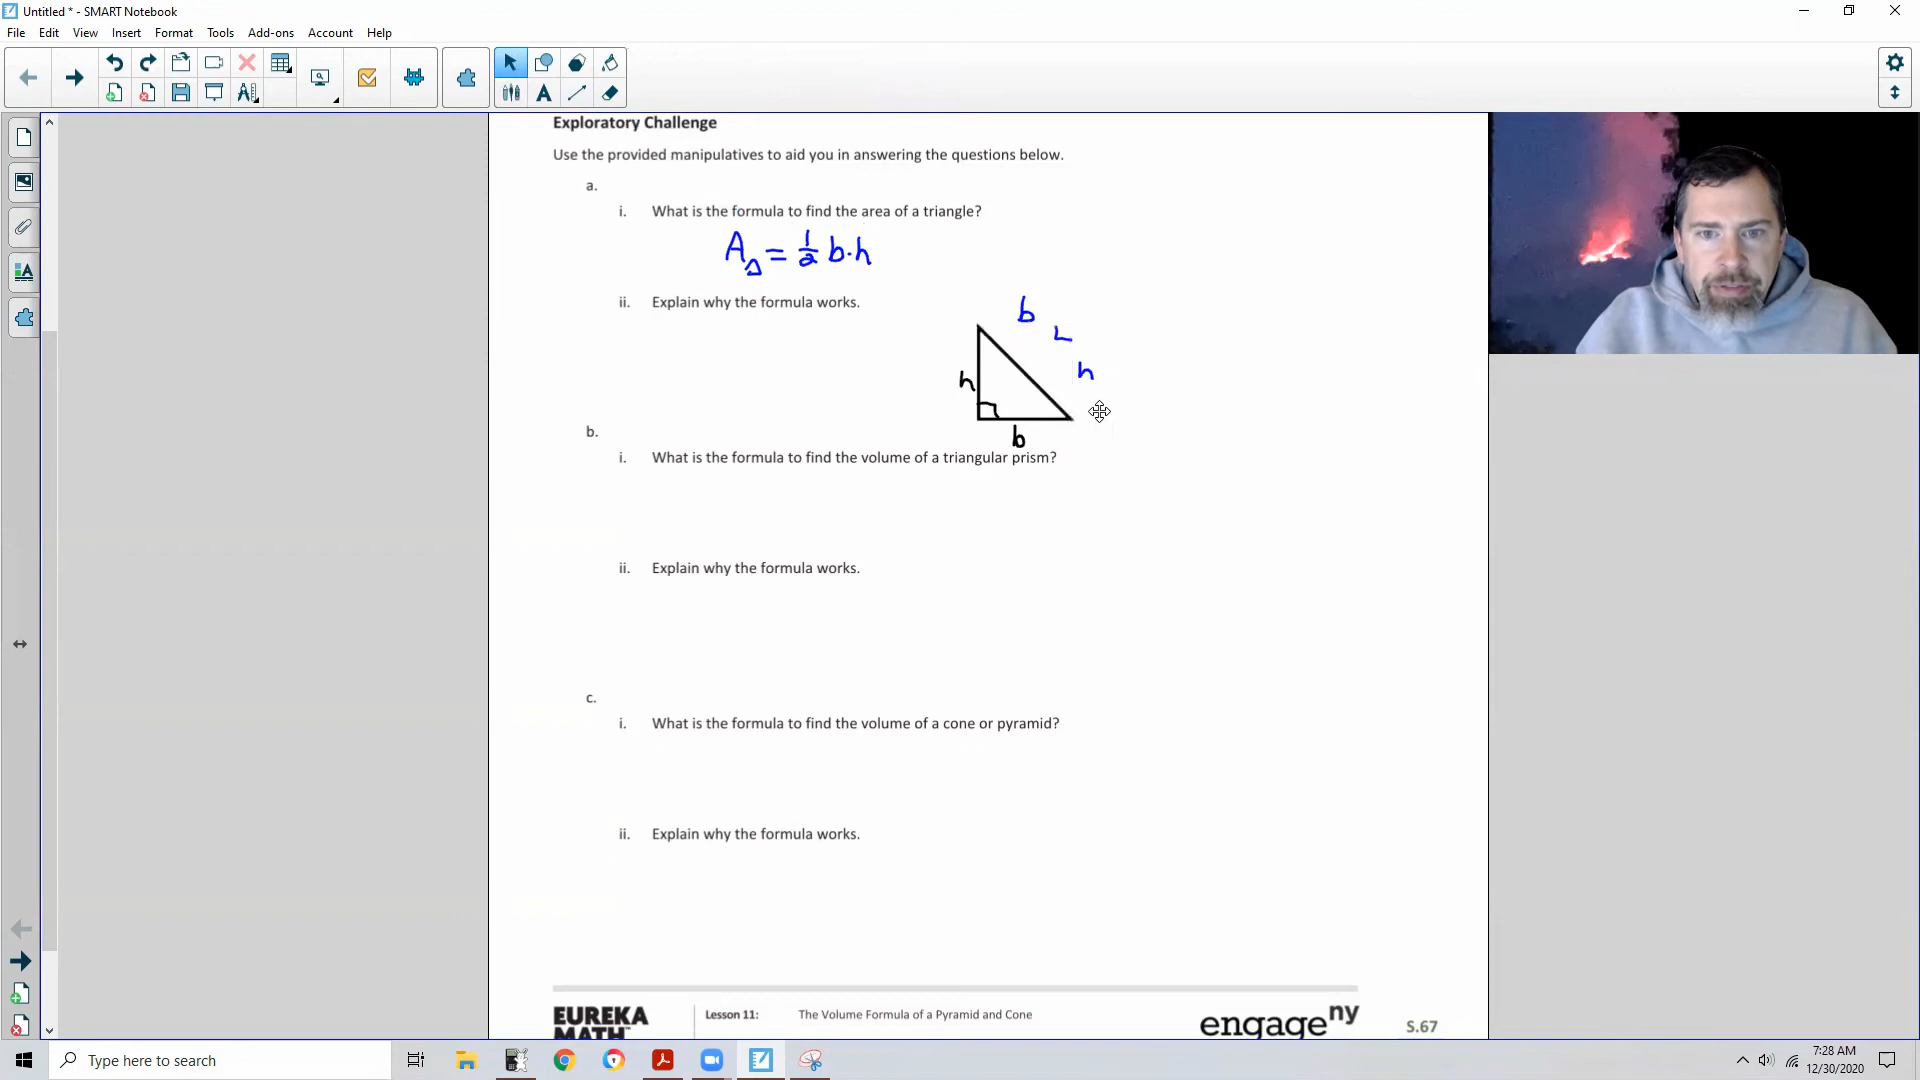 Untitled * - SMART Notebook
File Edit View Insert Format Tools Add-ons Account Help
Exploratory Challenge
Use the provided manipulatives to aid you in answering the questions below.
a.
i. What is the formula to find the area of a triangle?
A△ = 1/2 b·h
ii. Explain why the formula works.
b
h
h
b
b.
i. What is the formula to find the volume of a triangular prism?
ii. Explain why the formula works.
c.
i. What is the formula to find the volume of a cone or pyramid?
ii. Explain why the formula works.
EUREKA
MATH™
Lesson 11: The Volume Formula of a Pyramid and Cone
engageny
S.67
Type here to search
7:28 AM
12/30/2020